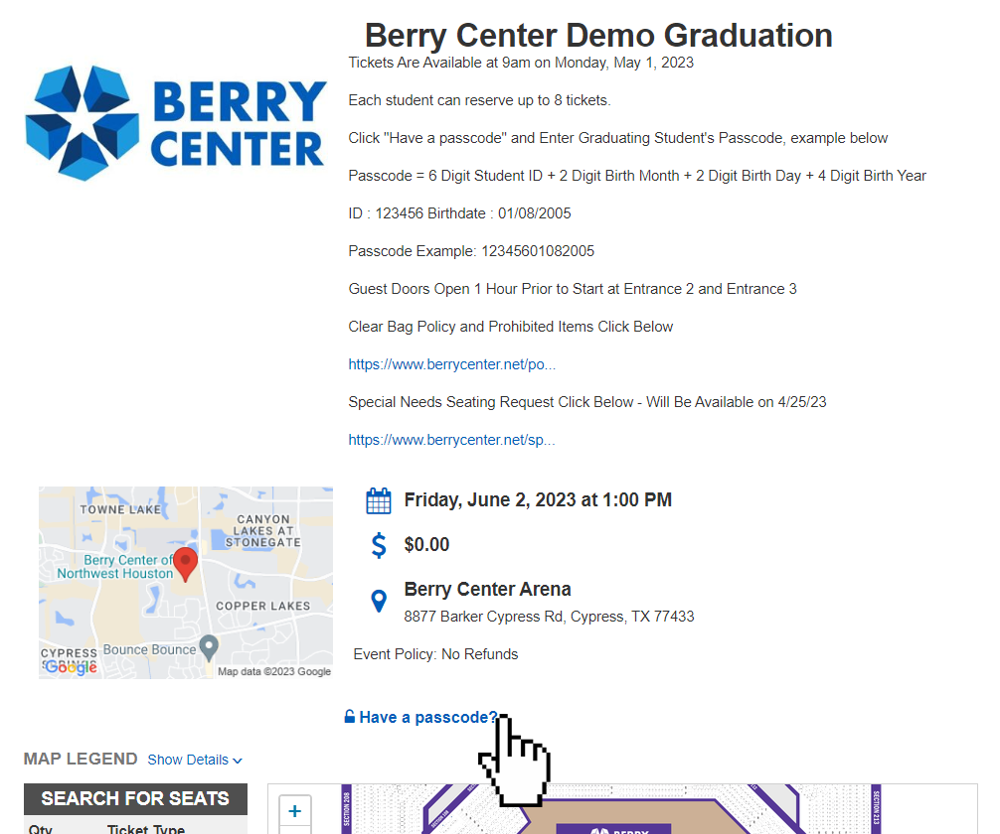 Berry Center Demo Graduation
Tickets Are Available at 9am on Monday, May 1, 2023
BERRY
CENTER
Each student can reserve up to 8 tickets.
Click "Have a passcode" and Enter Graduating Student's Passcode, example below
Passcode = 6 Digit Student ID + 2 Digit Birth Month + 2 Digit Birth Day + 4 Digit Birth Year
ID : 123456 Birthdate : 01/08/2005
Passcode Example: 12345601082005
Guest Doors Open 1 Hour Prior to Start at Entrance 2 and Entrance 3
Clear Bag Policy and Prohibited Items Click Below
https://www.berrycenter.net/po...
Special Needs Seating Request Click Below - Will Be Available on 4/25/23
https://www.berrycenter.net/sp...
TOWNE LAKE
CANYON
LAKES AT
STONEGATE
Berry Center of
Northwest Houston
COPPER LAKES
CYPRESS
Bounce Bounce
Google
Map data ©2023 Google
Friday, June 2, 2023 at 1:00 PM
$0.00
Berry Center Arena
8877 Barker Cypress Rd, Cypress, TX 77433
Event Policy: No Refunds
Have a passcode?
MAP LEGEND Show Details
SEARCH FOR SEATS
Qty Ticket Type
+
SECTION 208
SECTION 213
BERRY